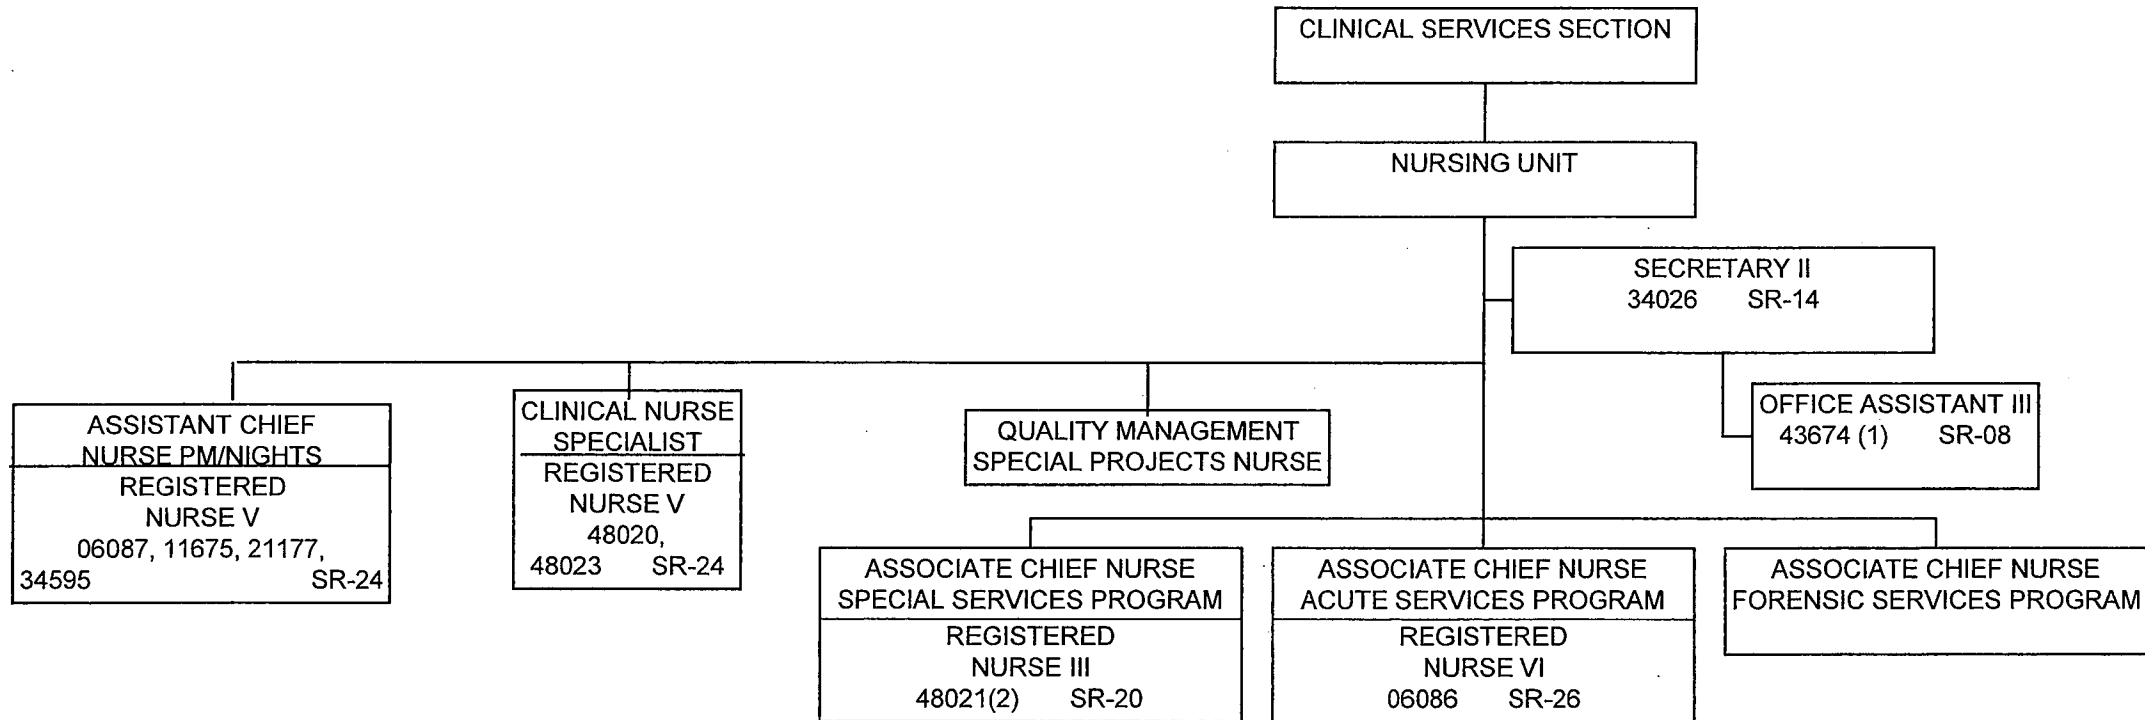 CLINICAL SERVICES SECTION
NURSING UNIT
SECRETARY II
34026 SR-14
OFFICE ASSISTANT III
43674 (1) SR-08
ASSISTANT CHIEF
NURSE PM/NIGHTS
REGISTERED
NURSE V
06087, 11675, 21177,
34595 SR-24
CLINICAL NURSE
SPECIALIST
REGISTERED
NURSE V
48020,
48023 SR-24
QUALITY MANAGEMENT
SPECIAL PROJECTS NURSE
ASSOCIATE CHIEF NURSE
SPECIAL SERVICES PROGRAM
REGISTERED
NURSE III
48021(2) SR-20
ASSOCIATE CHIEF NURSE
ACUTE SERVICES PROGRAM
REGISTERED
NURSE VI
06086 SR-26
ASSOCIATE CHIEF NURSE
FORENSIC SERVICES PROGRAM